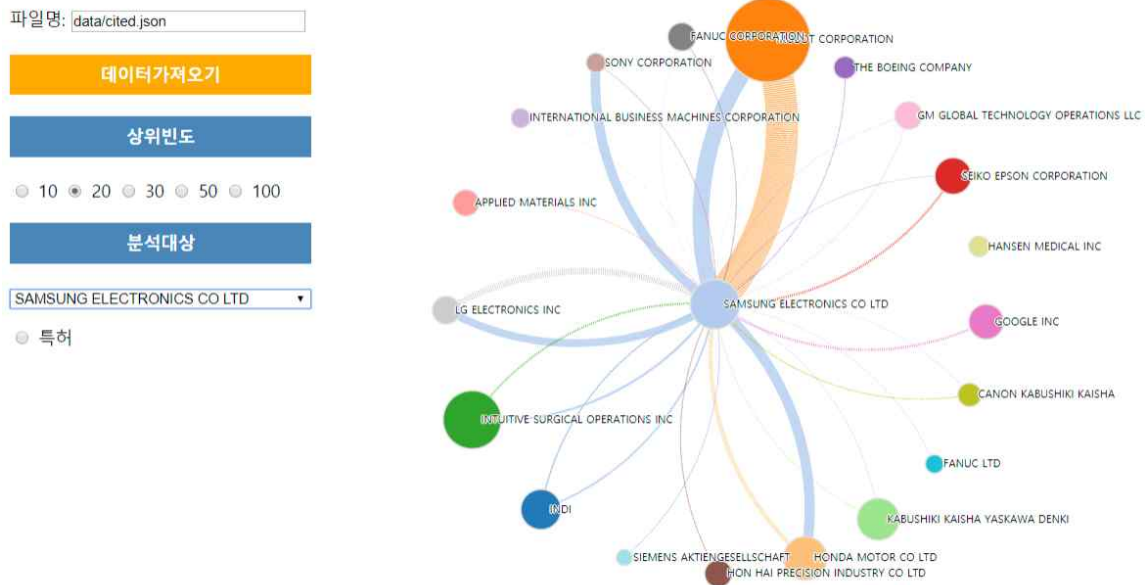 파일명: data/cited.json
데이터가져오기
상위빈도
10 20 30 50 100
분석대상
SAMSUNG ELECTRONICS CO LTD
특허
FANUC CORPORATION
CORPORATION
SONY CORPORATION
THE BOEING COMPANY
INTERNATIONAL BUSINESS MACHINES CORPORATION
GM GLOBAL TECHNOLOGY OPERATIONS LLC
SEIKO EPSON CORPORATION
APPLIED MATERIALS INC
HANSEN MEDICAL INC
SAMSUNG ELECTRONICS CO LTD
LG ELECTRONICS INC
GOOGLE INC
CANON KABUSHIKI KAISHA
INTUITIVE SURGICAL OPERATIONS INC
FANUC LTD
INDI
KABUSHIKI KAISHA YASKAWA DENKI
SIEMENS AKTIENGESELLSCHAFT
HONDA MOTOR CO LTD
HON HAI PRECISION INDUSTRY CO LTD